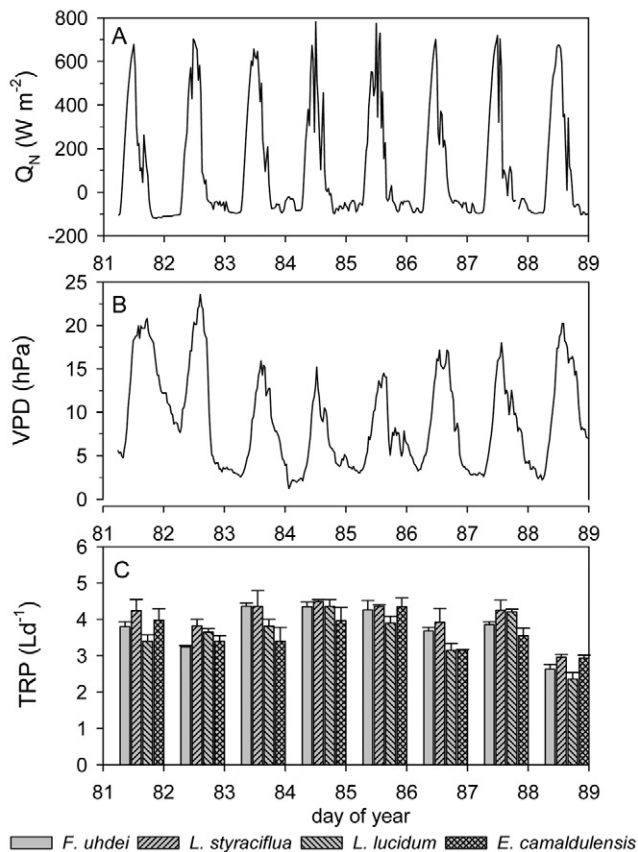 A
Q_N (W m⁻²)
800
600
400
200
0
-200
81 82 83 84 85 86 87 88 89
B
VPD (hPa)
25
20
15
10
5
0
81 82 83 84 85 86 87 88 89
C
TRP (Ld⁻¹)
6
5
4
3
2
1
0
81 82 83 84 85 86 87 88 89
day of year
F. uhdei L. styraciflua L. lucidum E. camaldulensis